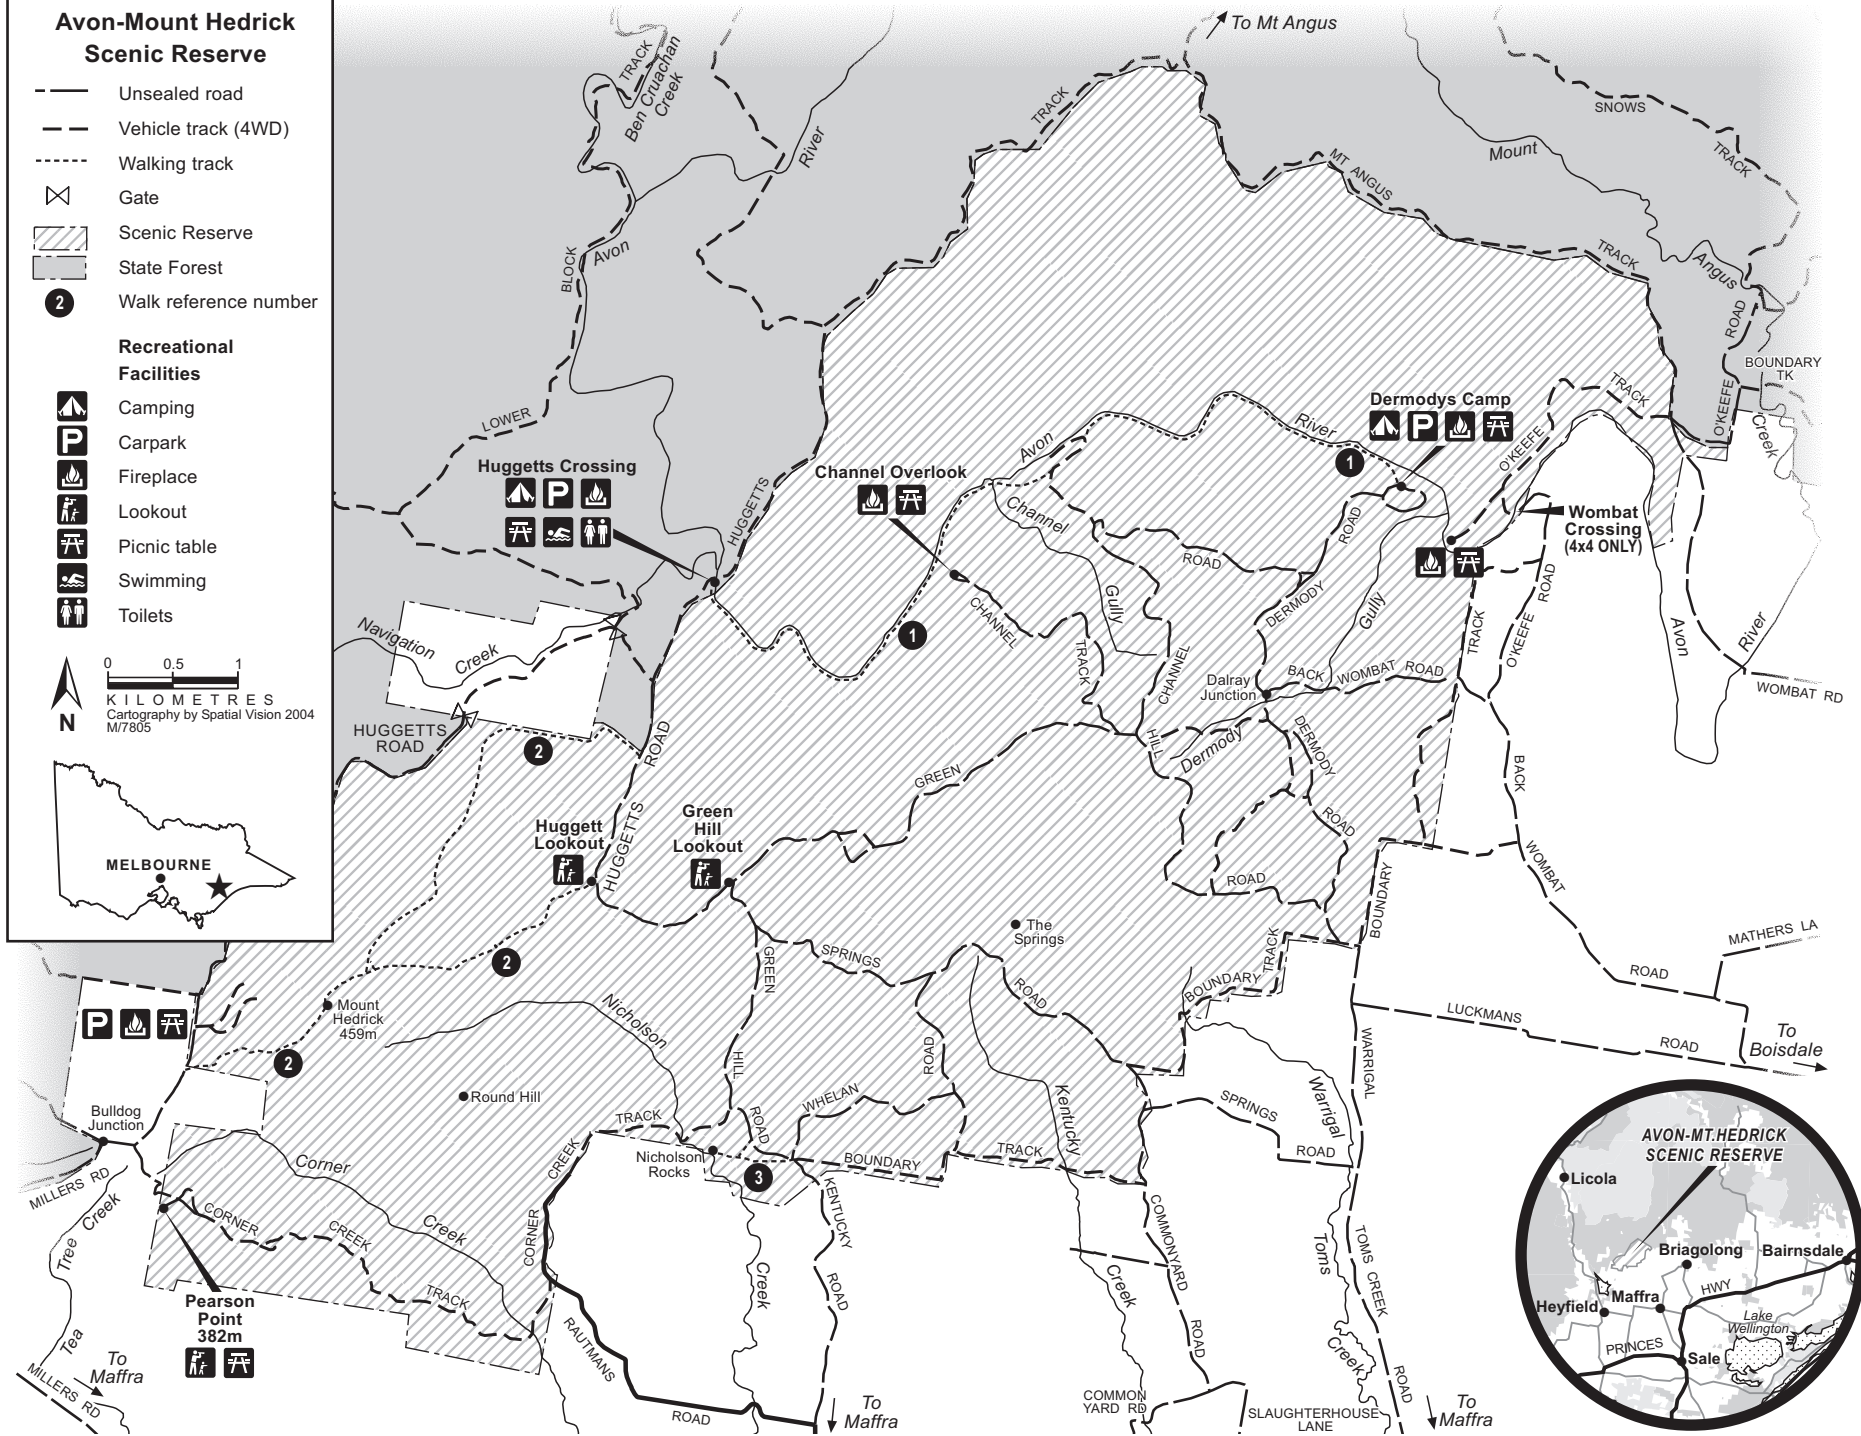 Avon-Mount Hedrick
Scenic Reserve
Unsealed road
Vehicle track (4WD)
Walking track
Gate
Scenic Reserve
State Forest
2
Walk reference number
Recreational
Facilities
Camping
P
Carpark
Fireplace
Lookout
Picnic table
Swimming
Toilets
0 0.5 1
KILOMETRES
Cartography by Spatial Vision 2004
M/7805
N
MELBOURNE
To Mt Angus
TRACK
Ben Cruachan
Creek
River
TRACK
SNOWS
TRACK
Mount
MT ANGUS
TRACK
Angus
BLOCK
Avon
ROAD
BOUNDARY
TK
O'KEEFE
Creek
LOWER
TRACK
O'KEEFE
Dermodys Camp
P
River
Avon
1
Huggetts Crossing
P
HUGGETTS
Channel Overlook
Channel
Gully
ROAD
ROAD
DERMODY
Gully
Wombat
Crossing
(4x4 ONLY)
ROAD
O'KEEFE
TRACK
Avon
River
WOMBAT RD
1
CHANNEL
TRACK
CHANNEL
HILL
Navigation
Creek
HUGGETTS
ROAD
Dalray
Junction
BACK WOMBAT ROAD
Dermody
DERMODY
ROAD
ROAD
2
ROAD
HUGGETTS
GREEN
Huggett
Lookout
Green
Hill
Lookout
BACK
WOMBAT
ROAD
BOUNDARY
MATHERS LA
The
Springs
SPRINGS
ROAD
BOUNDARY
TRACK
LUCKMANS
ROAD
To
Boisdale
2
GREEN
HILL
ROAD
Nicholson
Mount
Hedrick
459m
P
2
Round Hill
Bulldog
Junction
WHELAN
ROAD
TRACK
Nicholson
Rocks
3
BOUNDARY
TRACK
Kentucky
SPRINGS
ROAD
Warrigal
WARRIGAL
MILLERS RD
Corner
Creek
CREEK
CORNER
CORNER
CREEK
TRACK
Tea
Tree
Creek
Pearson
Point
382m
To
Maffra
MILLERS RD
RAUTMANS
ROAD
Creek
KENTUCKY
ROAD
To
Maffra
Creek
COMMONYARD
ROAD
COMMON
YARD RD
SLAUGHTERHOUSE
LANE
Toms
Creek
TOMS CREEK
ROAD
To
Maffra
AVON-MT.HEDRICK
SCENIC RESERVE
Licola
Briagolong
Bairnsdale
Maffra
HWY
Heyfield
Lake
Wellington
PRINCES
Sale